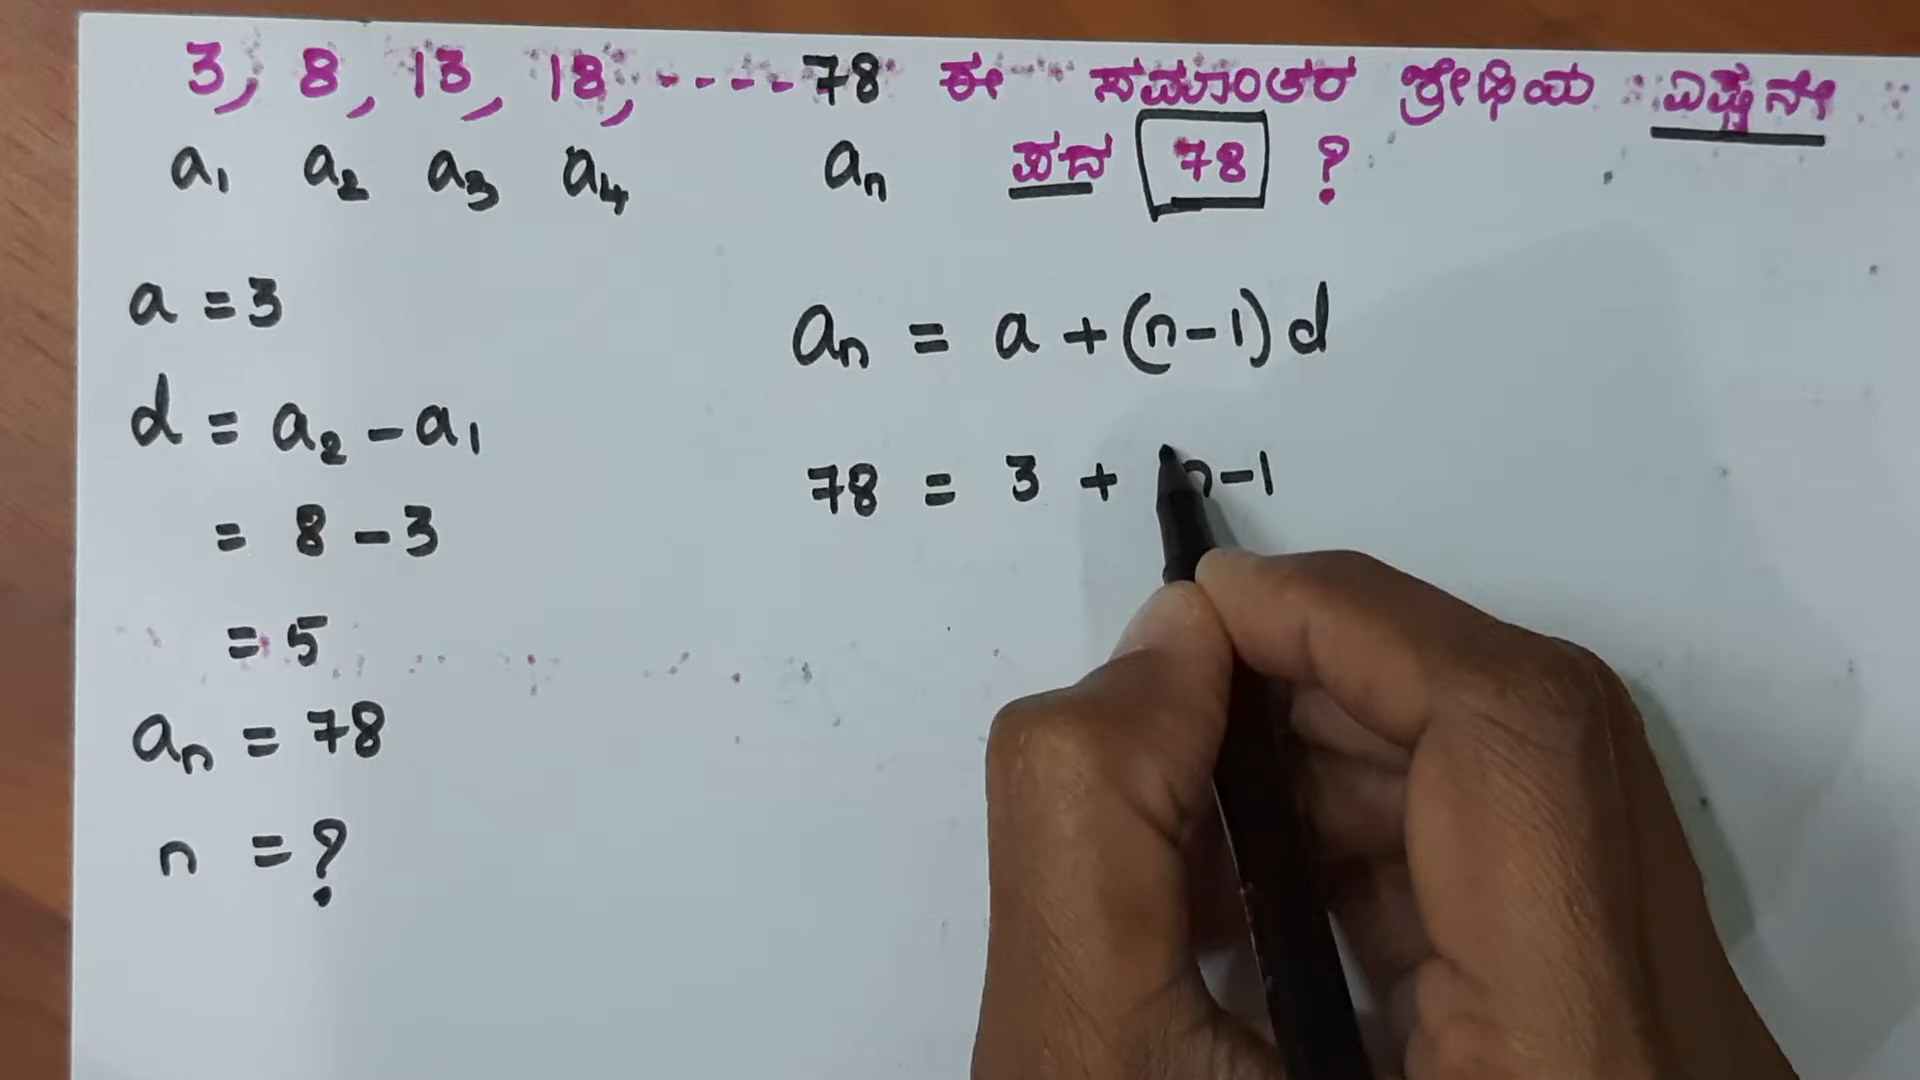 3, 8, 13, 18, ----78 ಈ ಸಮಾಂತರ ಶ್ರೇಢಿಯ ಎಷ್ಟನೇ
a₁ a₂ a₃ a₄ aₙ ಪದ 78 ?
a = 3
aₙ = a + (n-1)d
d = a₂ - a₁
78 = 3 + n-1
= 8 - 3
= 5
aₙ = 78
n = ?